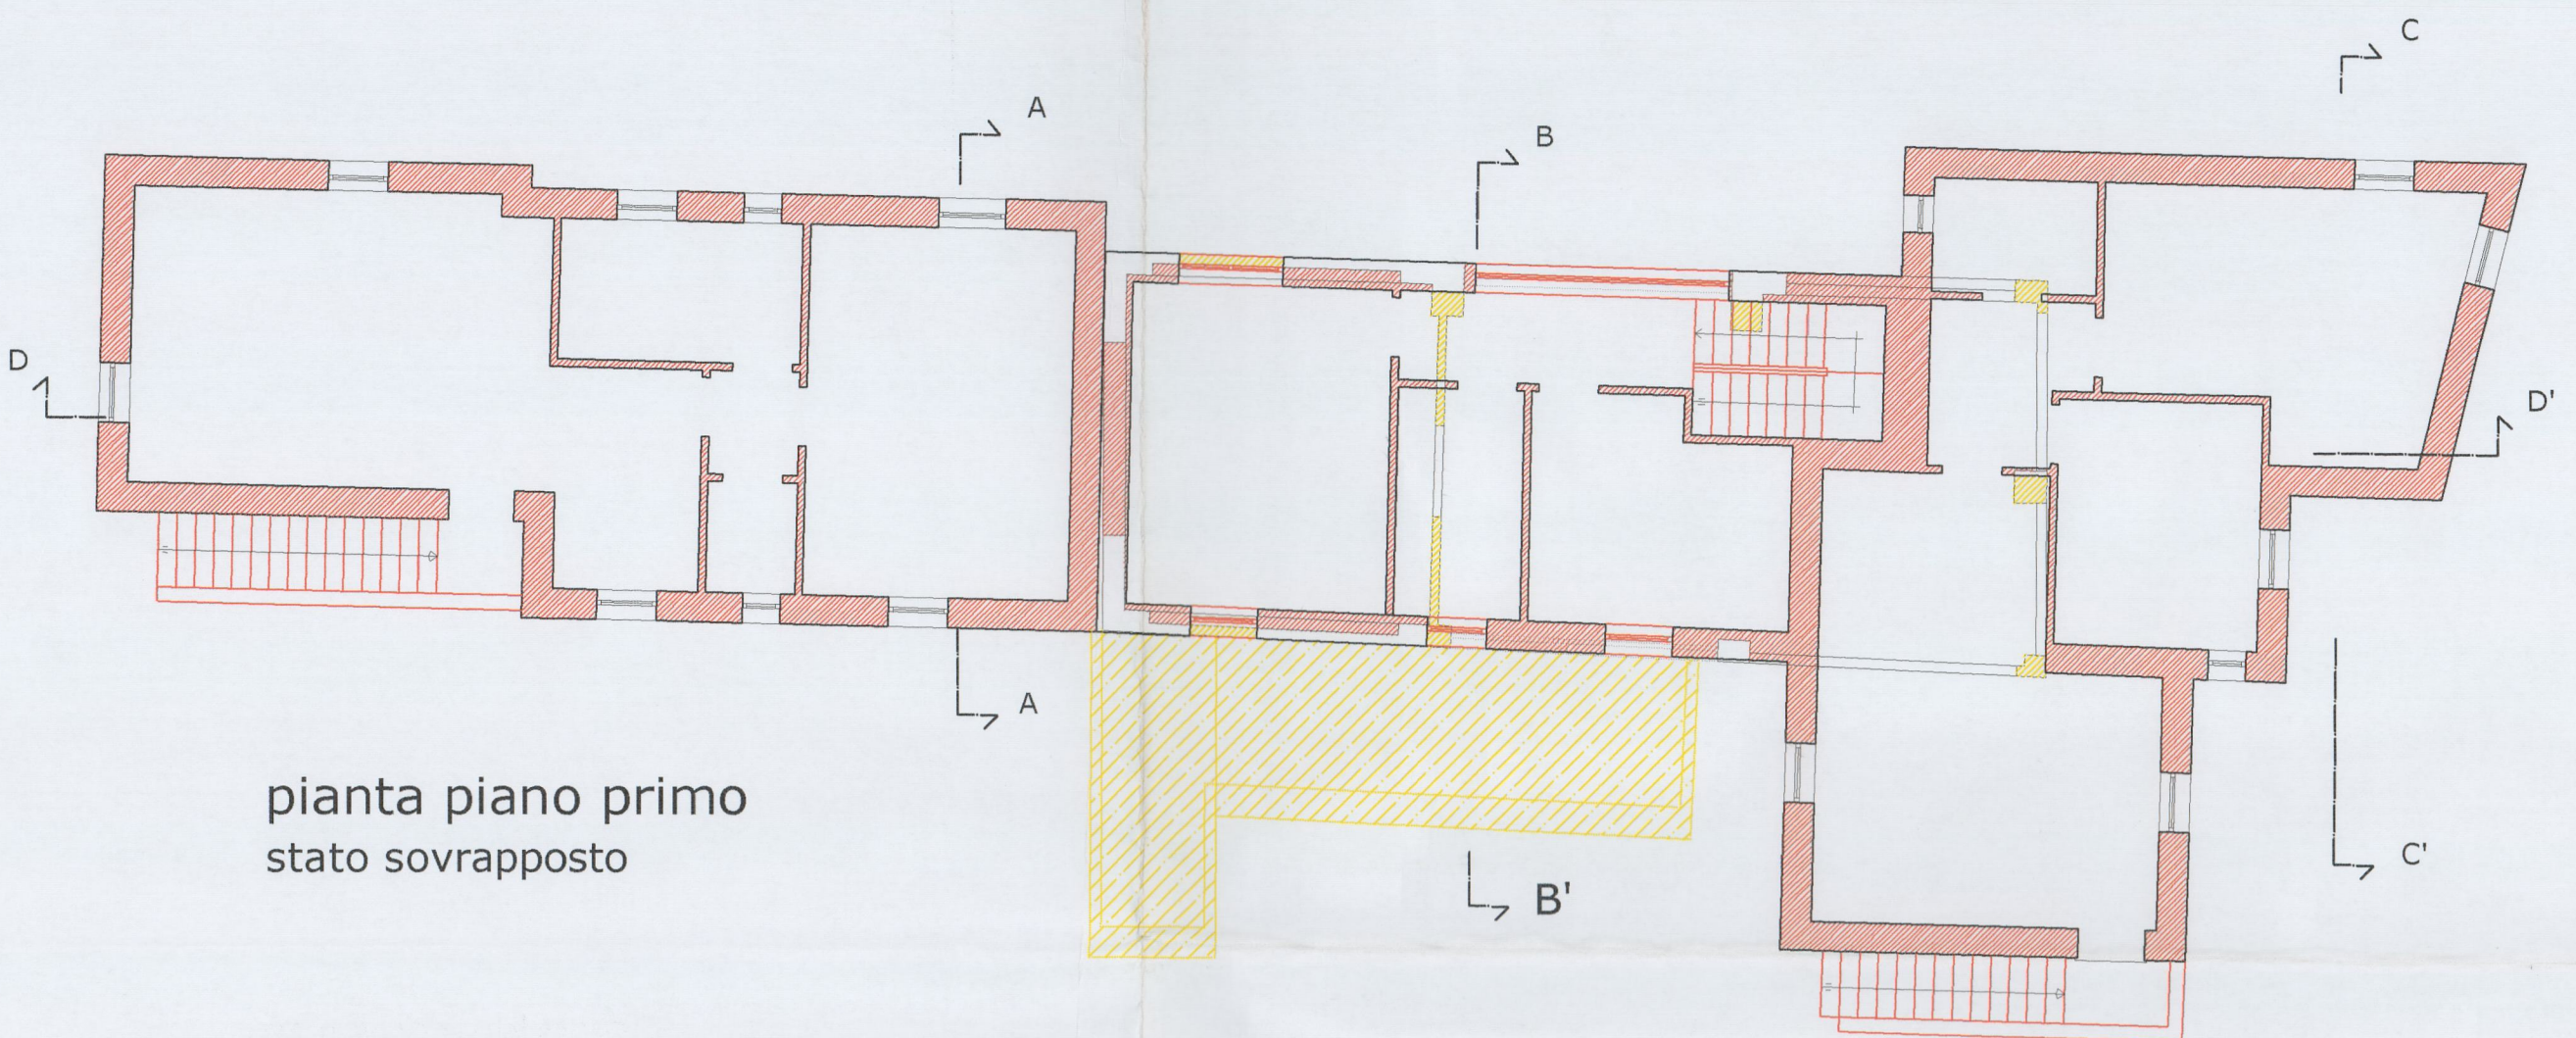 C
A
B
D
D'
A
pianta piano primo
stato sovrapposto
C'
B'